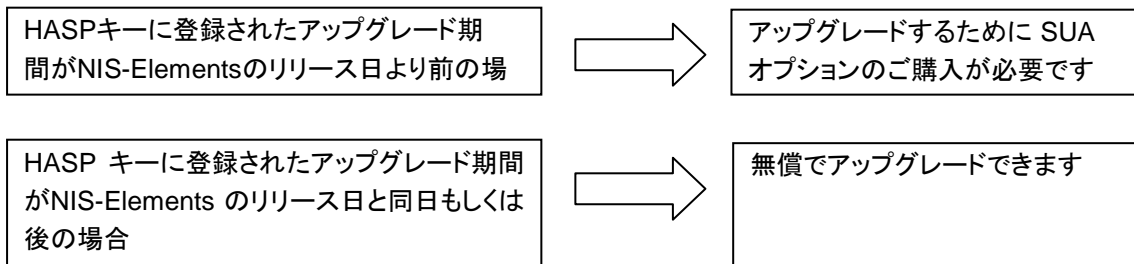 HASPキーに登録されたアップグレード期
間がNIS-Elementsのリリース日より前の場
アップグレードするために SUA
オプションのご購入が必要です
HASP キーに登録されたアップグレード期間
がNIS-Elements のリリース日と同日もしくは
後の場合
無償でアップグレードできます